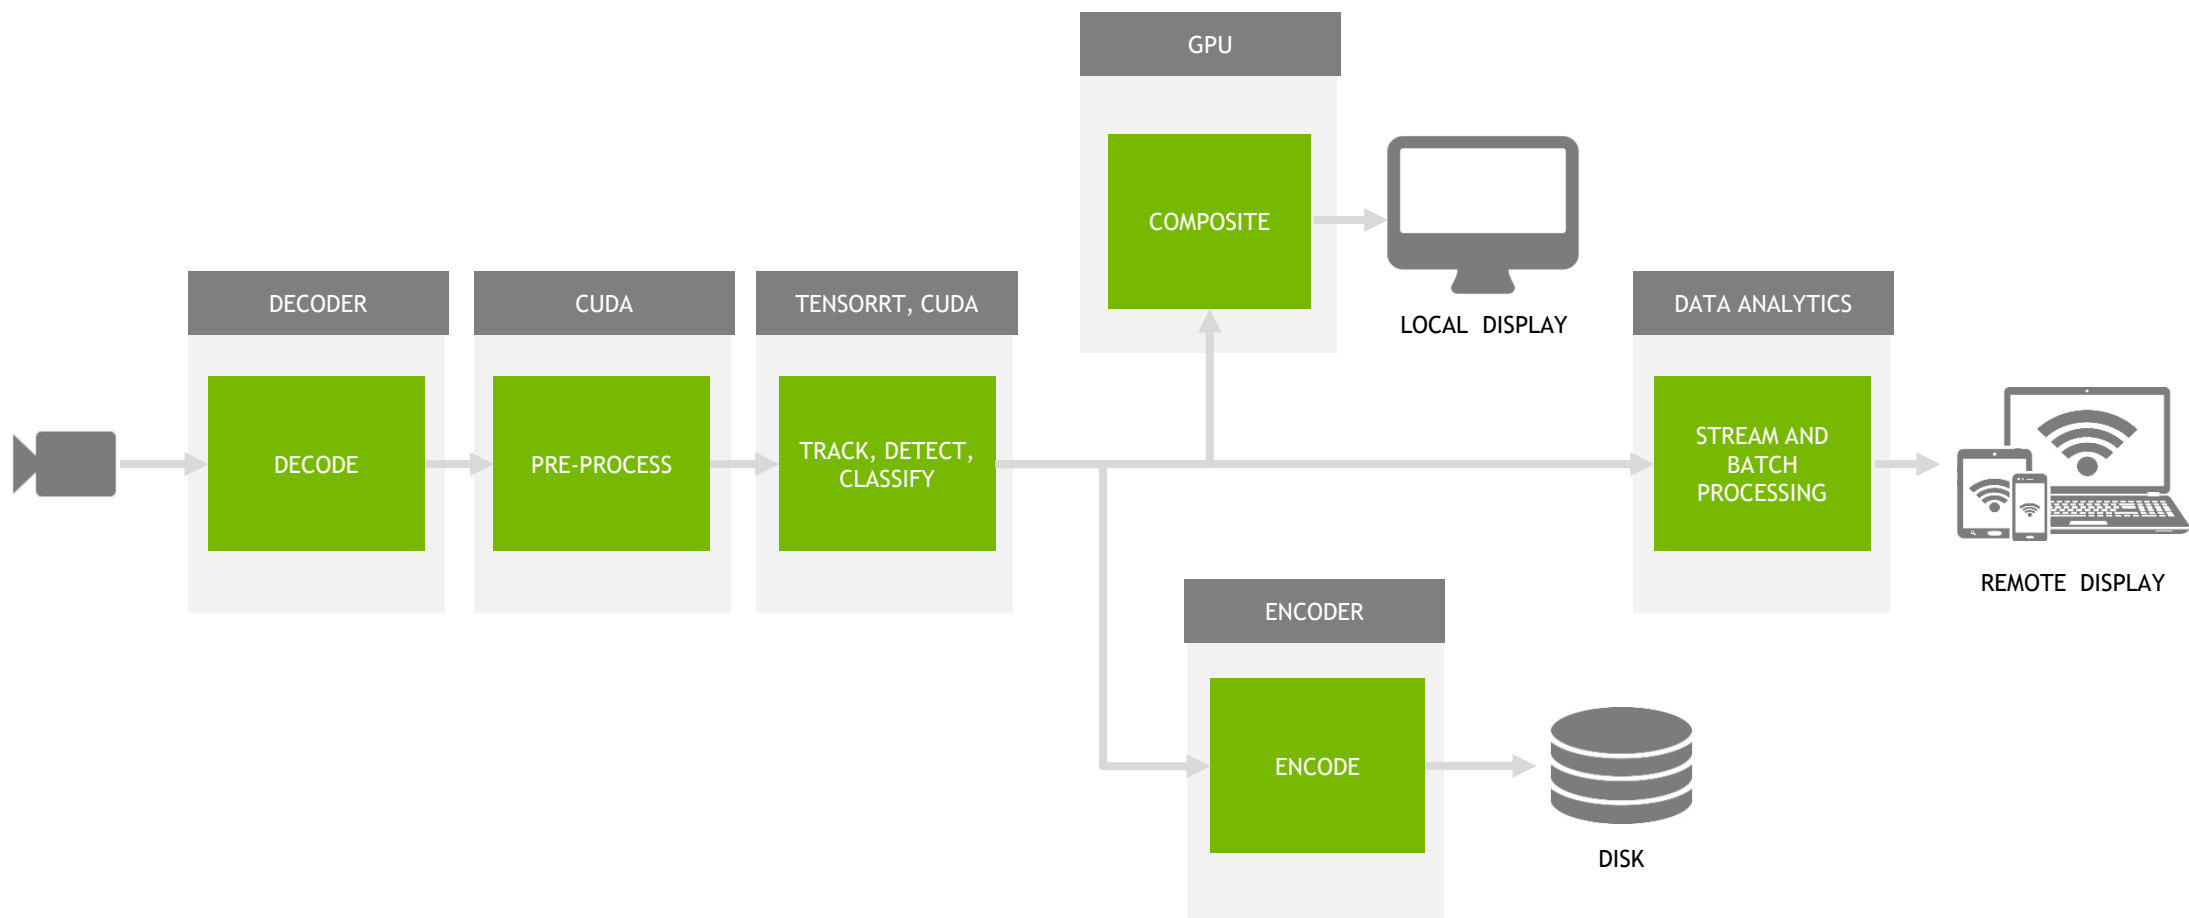 GPU
COMPOSITE
LOCAL DISPLAY
DECODER
DECODE
CUDA
PRE-PROCESS
TENSORRT, CUDA
TRACK, DETECT,
CLASSIFY
DATA ANALYTICS
STREAM AND
BATCH
PROCESSING
REMOTE DISPLAY
ENCODER
ENCODE
DISK